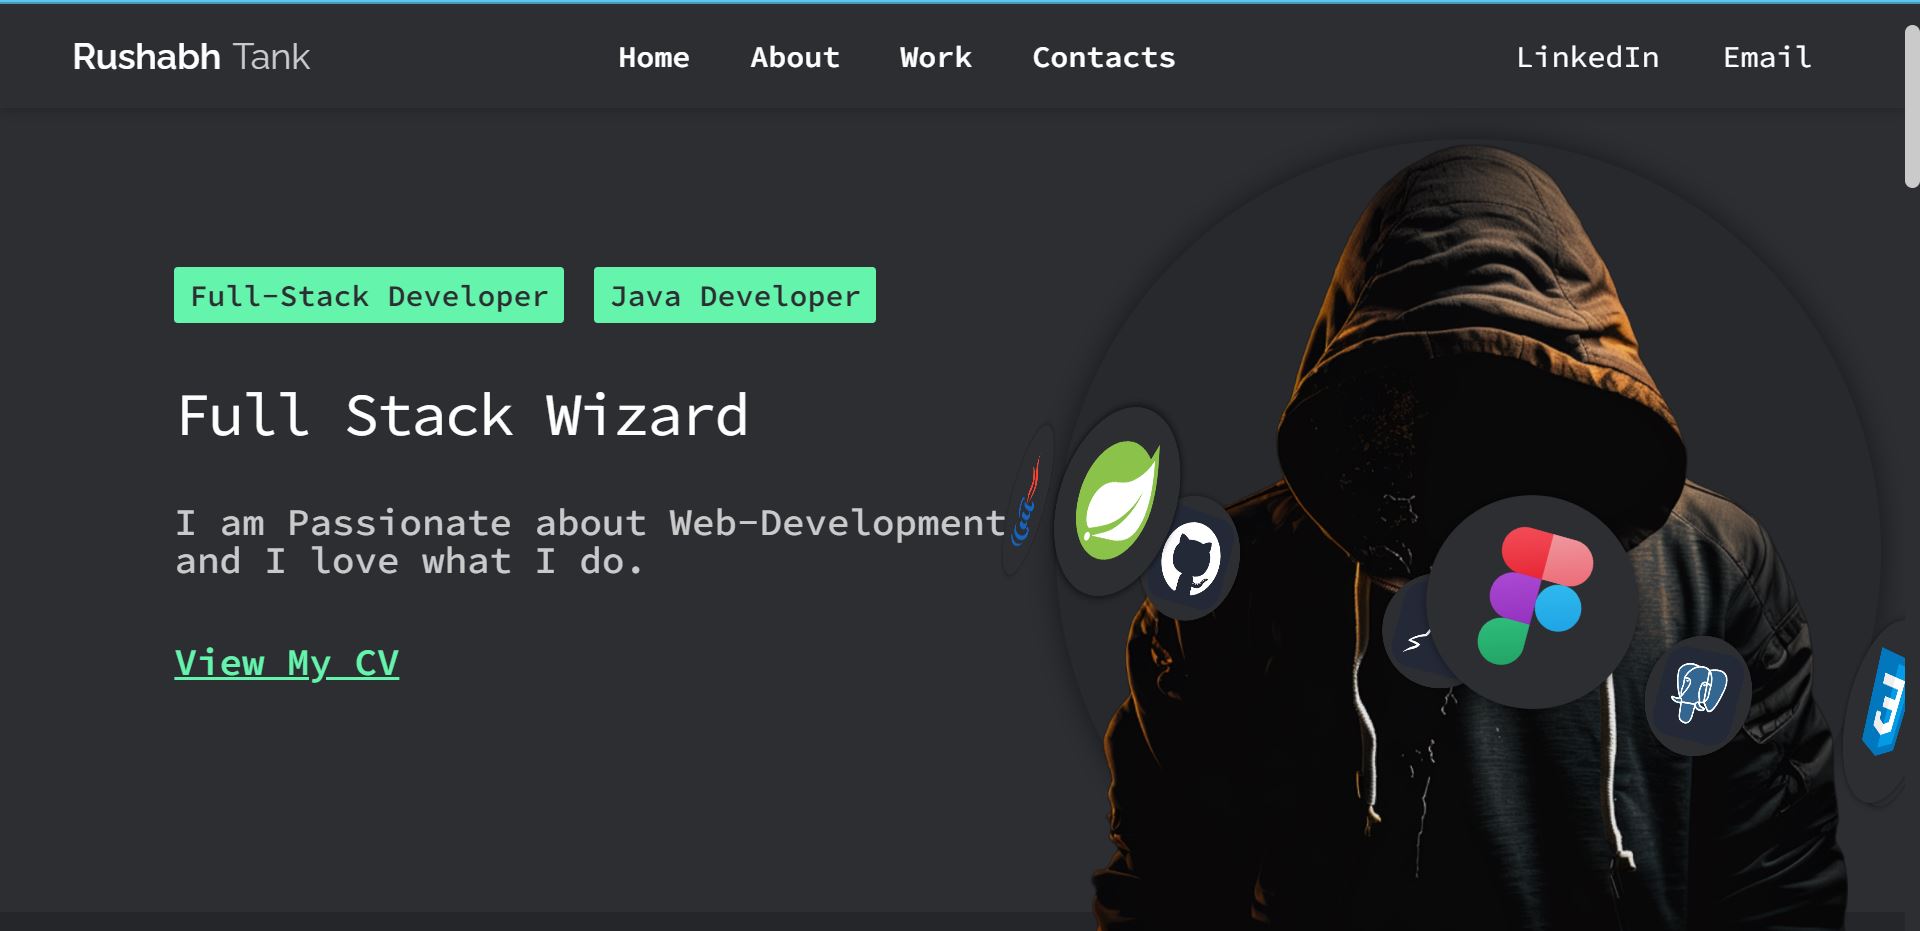 Rushabh Tank
Home About Work Contacts
LinkedIn Email
Full-Stack Developer Java Developer
Full Stack Wizard
I am Passionate about Web-Development
and I love what I do.
View My CV